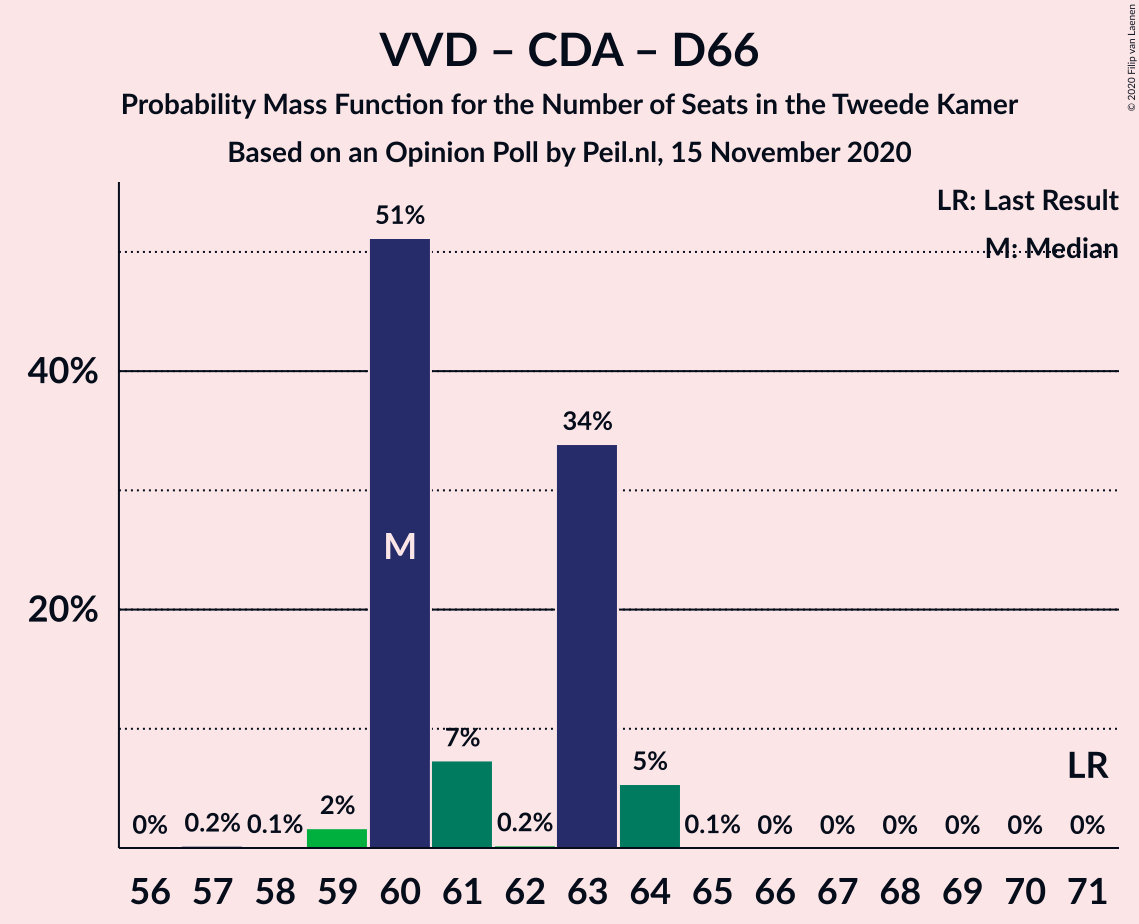 VVD – CDA – D66
Probability Mass Function for the Number of Seats in the Tweede Kamer
Based on an Opinion Poll by Peil.nl, 15 November 2020
© 2020 Filip van Laenen
LR: Last Result
M: Median
40%
20%
0% 0.2% 0.1% 2% 51% 7% 0.2% 34% 5% 0.1% 0% 0% 0% 0% 0% 0%
M
LR
56 57 58 59 60 61 62 63 64 65 66 67 68 69 70 71